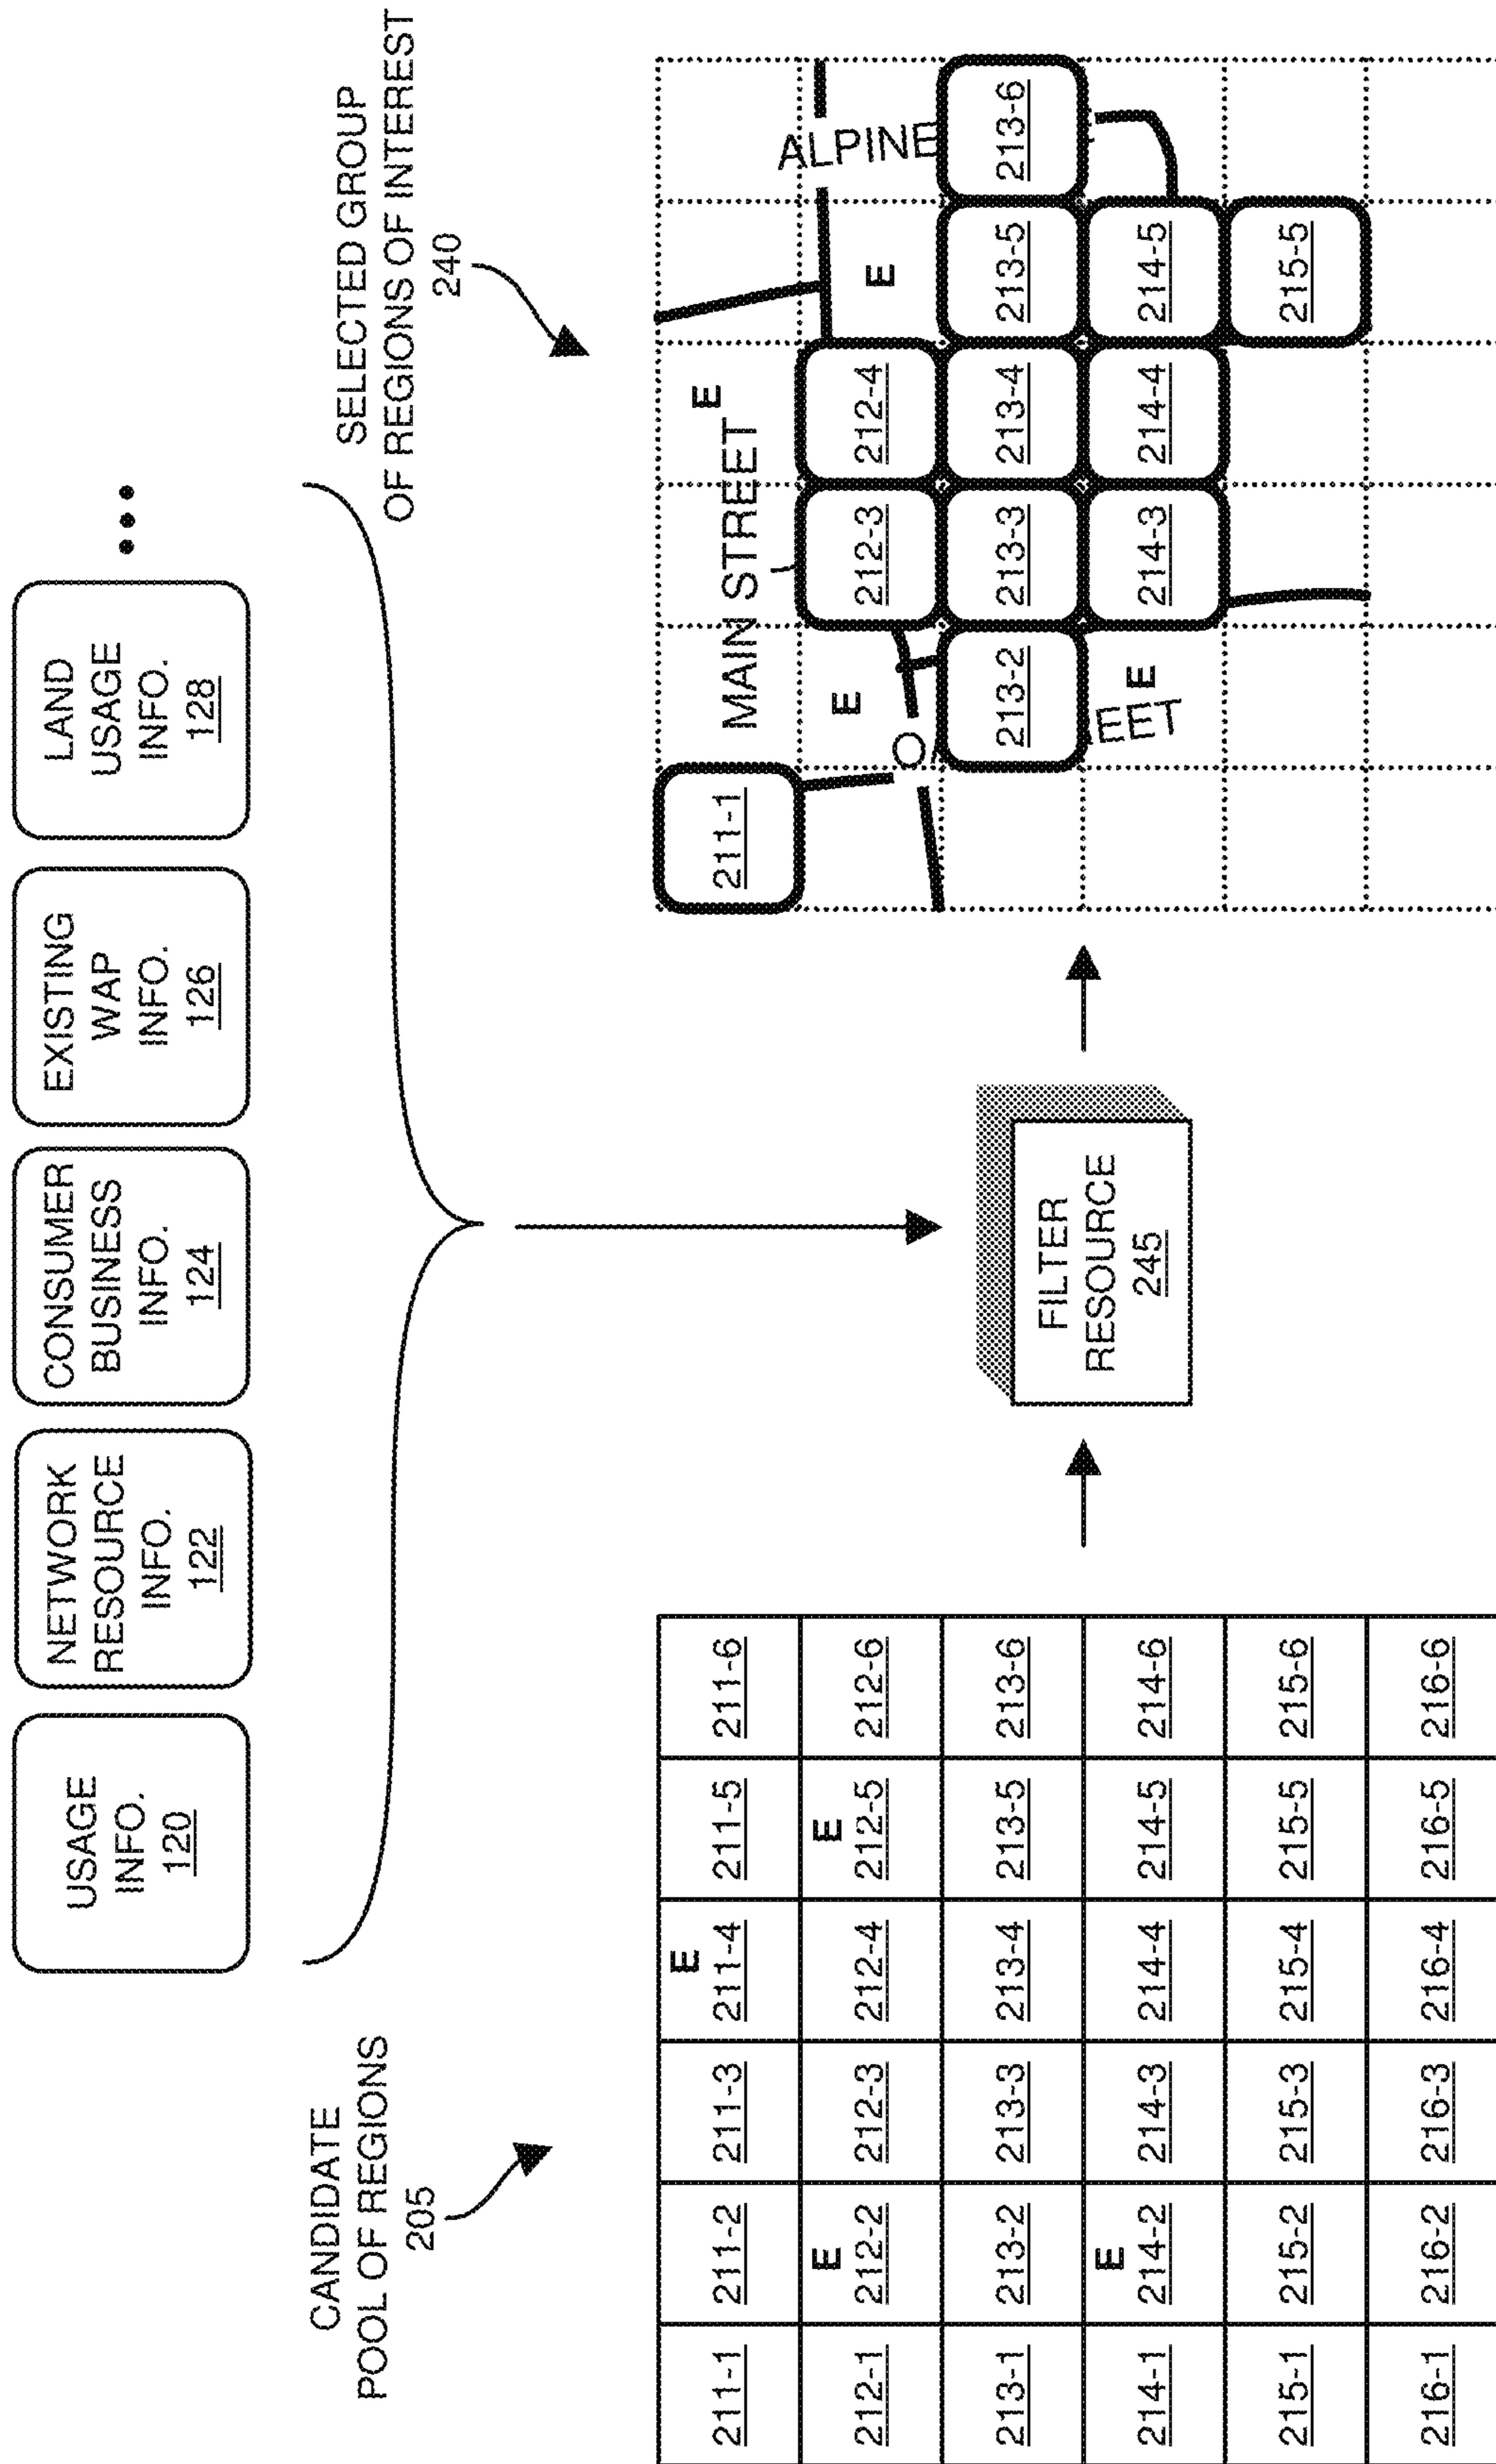 USAGE
INFO.
120
NETWORK
RESOURCE
INFO.
122
CONSUMER
BUSINESS
INFO.
124
EXISTING
WAP
INFO.
126
LAND
USAGE
INFO.
128
•••
CANDIDATE
POOL OF REGIONS
205
SELECTED GROUP
OF REGIONS OF INTEREST
240
211-1 211-2 211-3 E 211-4 211-5 211-6
212-1 E 212-2 212-3 212-4 E 212-5 212-6
213-1 213-2 213-3 213-4 213-5 213-6
214-1 E 214-2 214-3 214-4 214-5 214-6
215-1 215-2 215-3 215-4 215-5 215-6
216-1 216-2 216-3 216-4 216-5 216-6
FILTER
RESOURCE
245
211-1 MAIN STREET E
E 212-3 212-4 E ALPINE
O
213-2 213-3 213-4 213-5 213-6
EET E 214-3 214-4 214-5
215-5